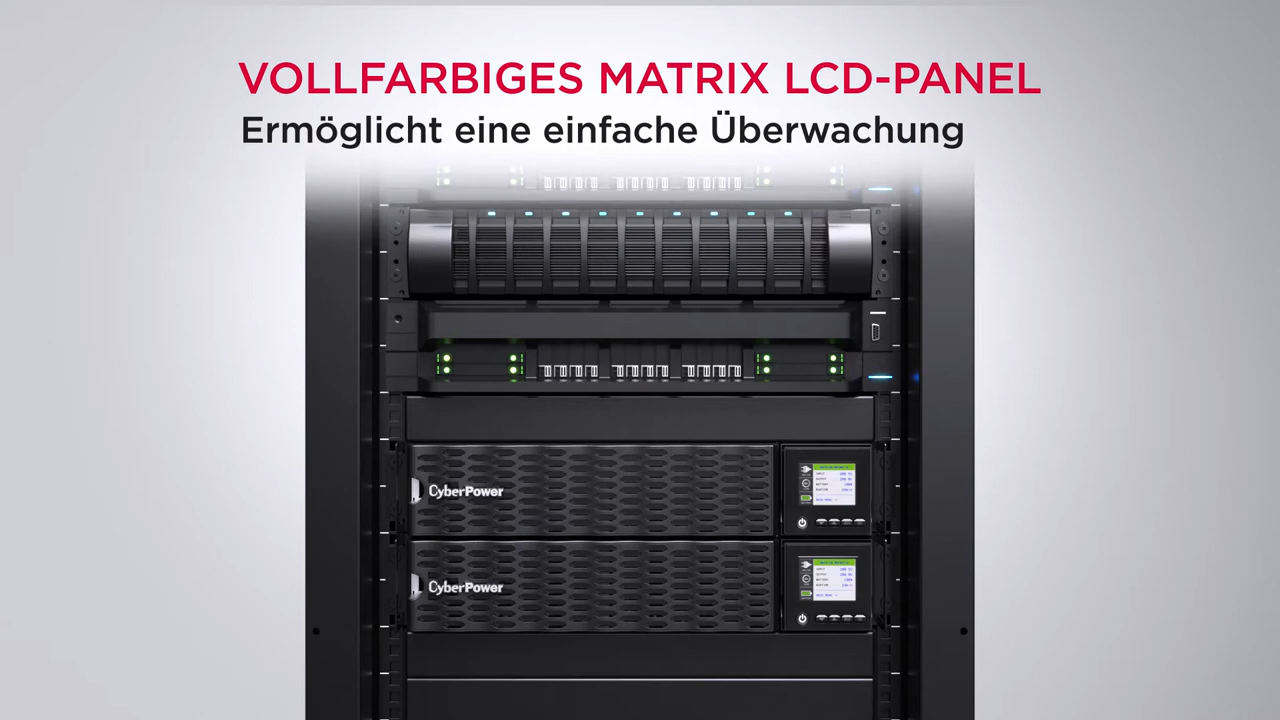 VOLLFARBIGES MATRIX LCD-PANEL
Ermöglicht eine einfache Überwachung
CyberPower
CyberPower